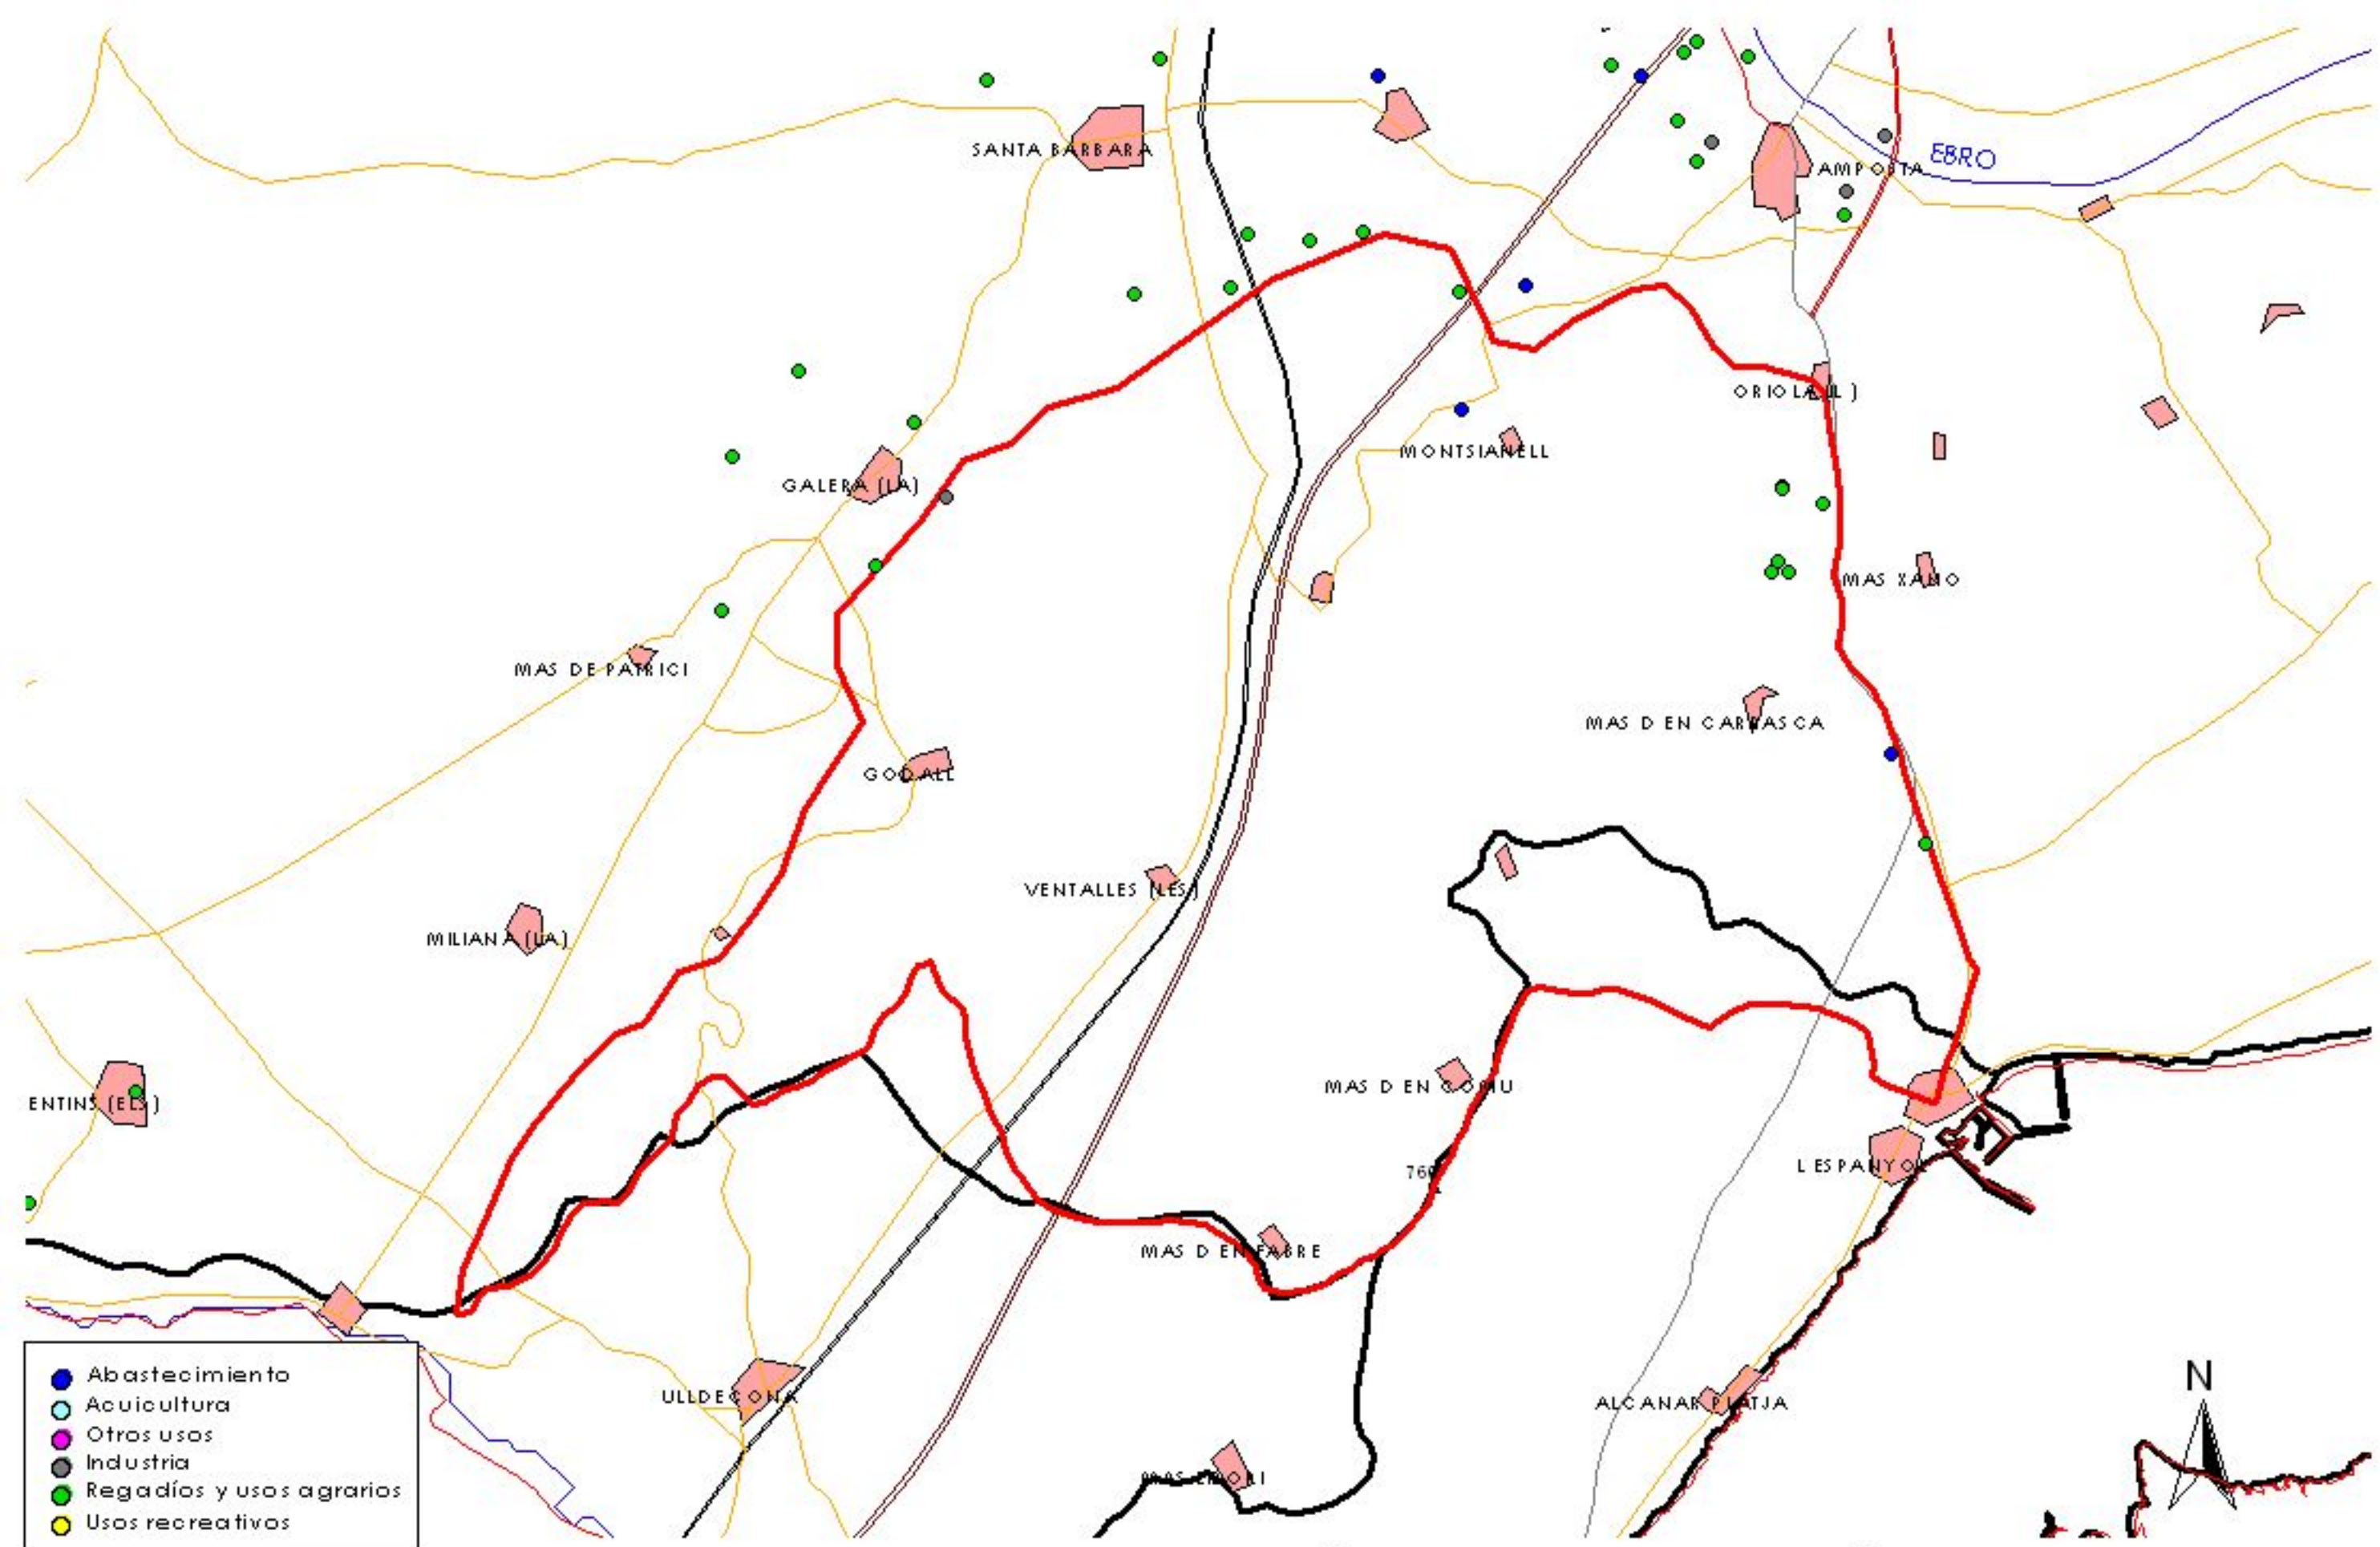 EBRO
SANTA BARBARA
AMPOSTA
ORIOLA (L )
MONTSIANELL
GALERA (LA)
MAS XAMO
MAS DE PATRICI
MAS D EN CARRASCA
GODALL
VENTALLES (LES)
MILIANA (LA)
MAS D EN COMU
ENTINS (ELS)
L ESPANYOL
760
MAS D EN FABRE
N
ULLDECONA
ALCANAR PLATJA
Abastecimiento
Acuicultura
Otros usos
Industria
Regadíos y usos agrarios
Usos recreativos